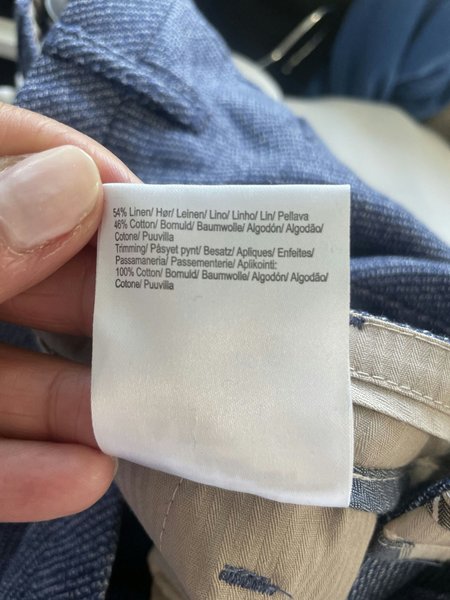 54% Linen/ Hør/ Leinen/ Lino/ Linho/ Lin/ Pellava
46% Cotton/ Bomuld/ Baumwolle/ Algodón/ Algodão/
Cotone/ Puuvilla
Trimming/ Påsyet pynt/ Besatz/ Apliques/ Enfeites/
Passamaneria/ Passementerie/ Aplikointi:
100% Cotton/ Bomuld/ Baumwolle/ Algodón/ Algodão/
Cotone/ Puuvilla